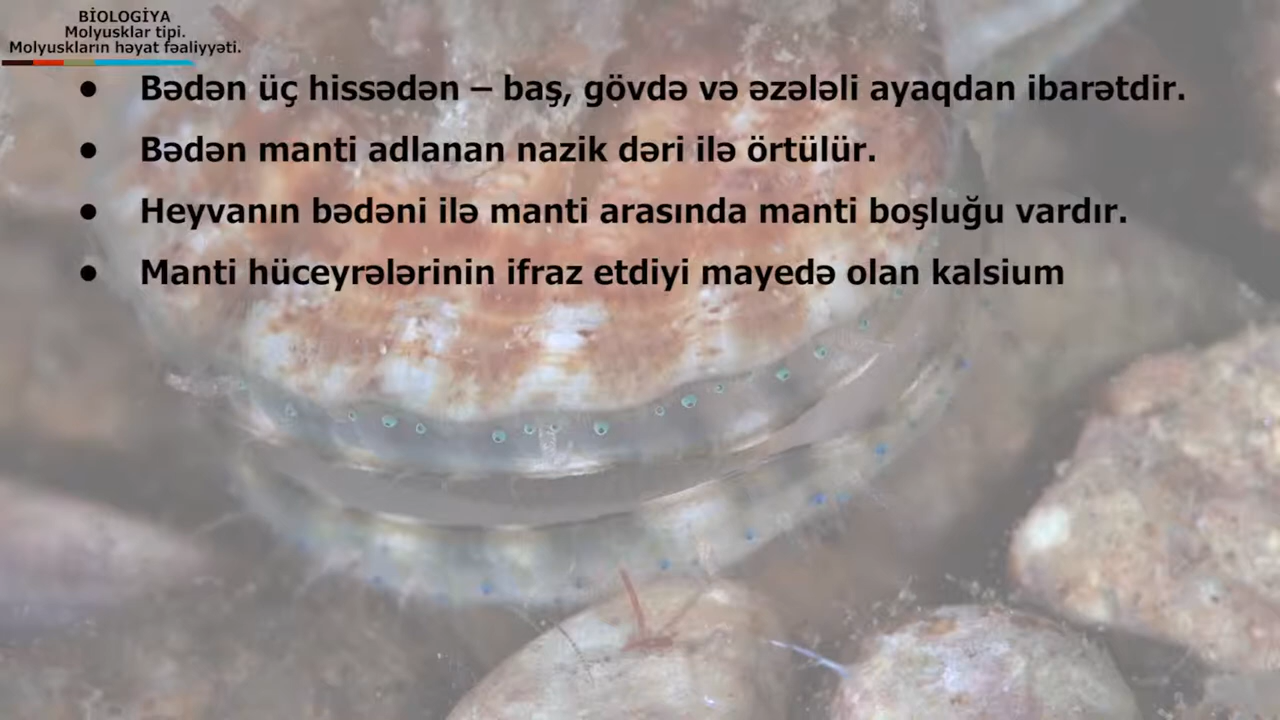 BİOLOGİYA
Molyusklar tipi.
Molyuskların həyat fəaliyyəti.
• Bədən üç hissədən – baş, gövdə və əzələli ayaqdan ibarətdir.
• Bədən manti adlanan nazik dəri ilə örtülür.
• Heyvanın bədəni ilə manti arasında manti boşluğu vardır.
• Manti hüceyrələrinin ifraz etdiyi mayedə olan kalsium